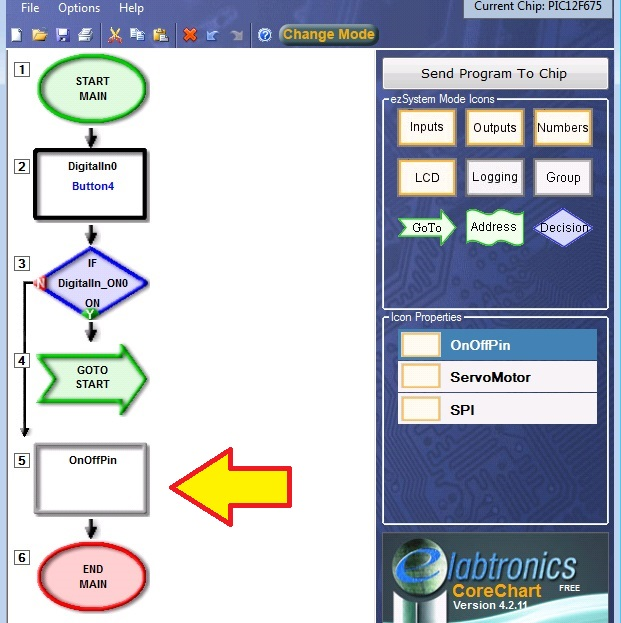 File Options Help
Current Chip: PIC12F675
Change Mode
1
START
MAIN
2
DigitalIn0
Button4
3
IF
DigitalIn_ON0
ON
N
Y
4
GOTO
START
5
OnOffPin
6
END
MAIN
Send Program To Chip
ezSystem Mode Icons
Inputs Outputs Numbers
LCD Logging Group
GoTo Address Decision
Icon Properties
OnOffPin
ServoMotor
SPI
elabtronics
CoreChart FREE
Version 4.2.11